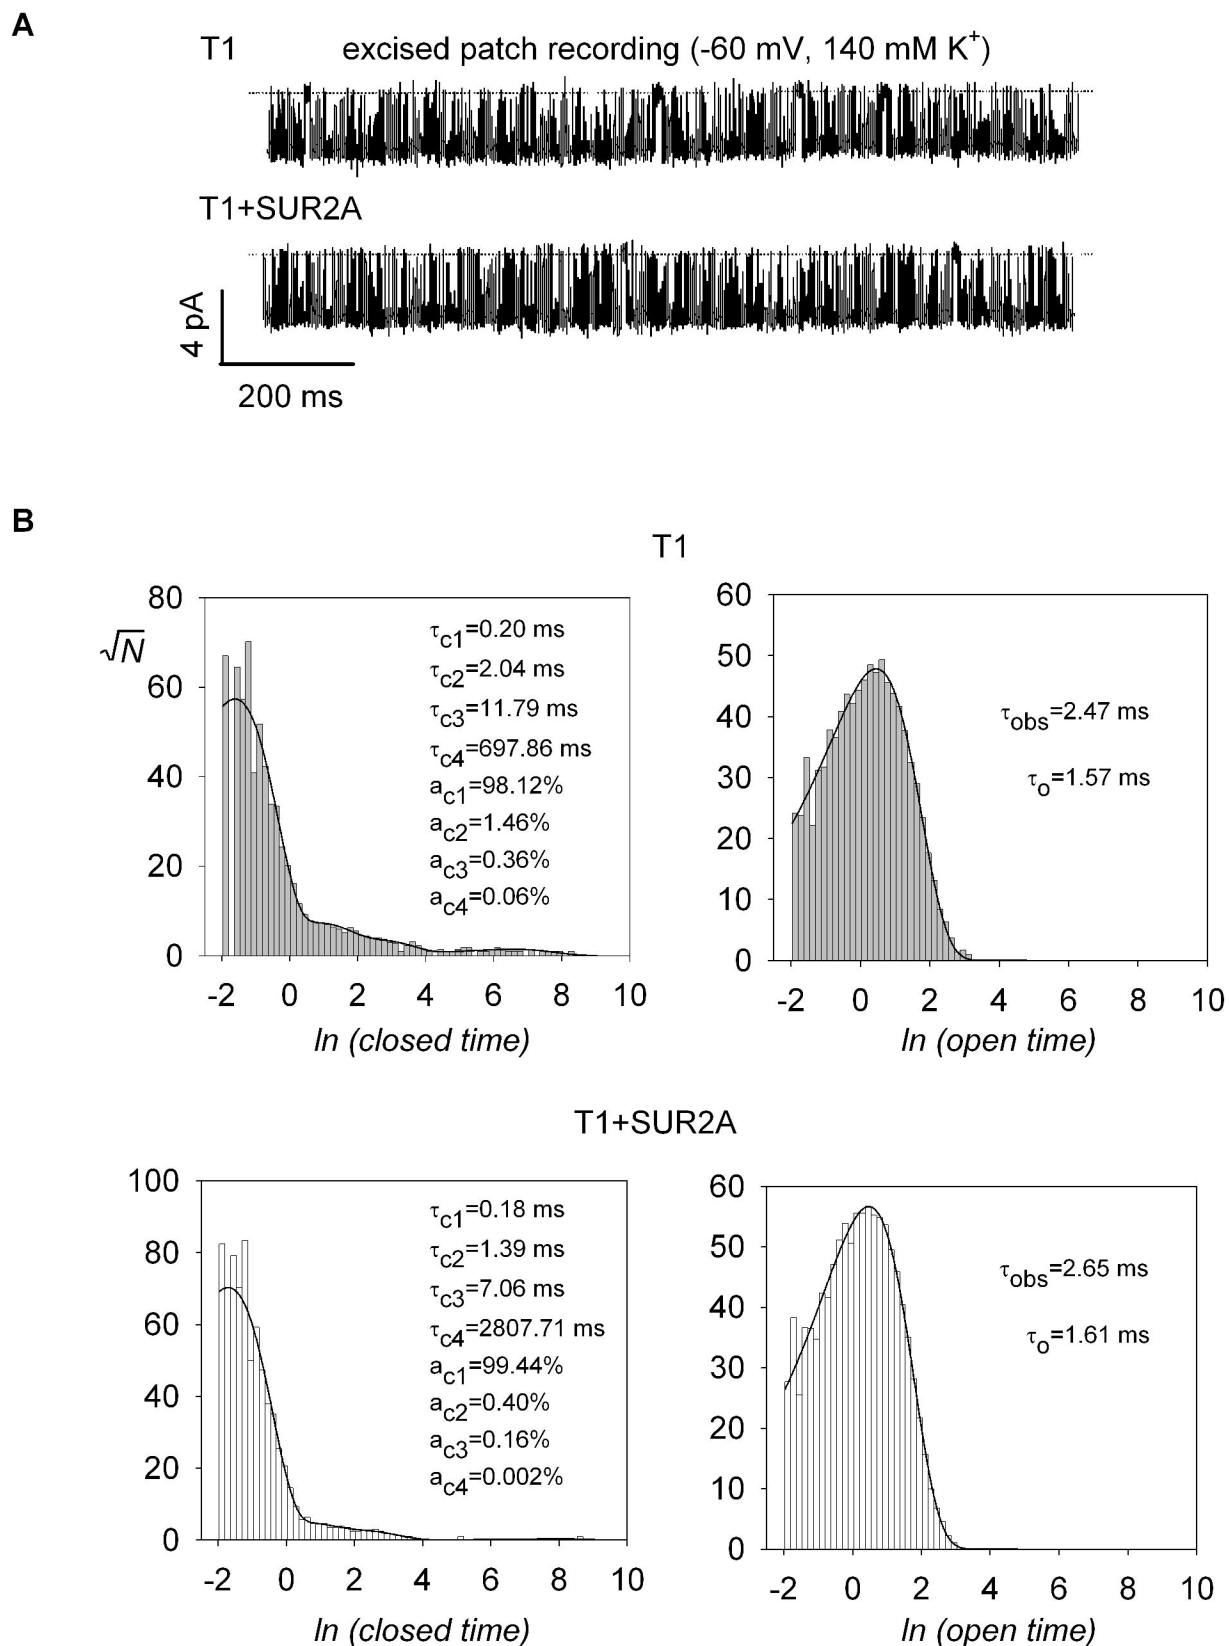 A
T1 excised patch recording (-60 mV, 140 mM K⁺)
T1+SUR2A
4 pA
200 ms
B
T1
√N
80
60
40
20
0
-2 0 2 4 6 8 10
ln (closed time)
τc1=0.20 ms
τc2=2.04 ms
τc3=11.79 ms
τc4=697.86 ms
ac1=98.12%
ac2=1.46%
ac3=0.36%
ac4=0.06%
60
50
40
30
20
10
0
-2 0 2 4 6 8 10
ln (open time)
τobs=2.47 ms
τo=1.57 ms
T1+SUR2A
100
80
60
40
20
0
-2 0 2 4 6 8 10
ln (closed time)
τc1=0.18 ms
τc2=1.39 ms
τc3=7.06 ms
τc4=2807.71 ms
ac1=99.44%
ac2=0.40%
ac3=0.16%
ac4=0.002%
60
50
40
30
20
10
0
-2 0 2 4 6 8 10
ln (open time)
τobs=2.65 ms
τo=1.61 ms